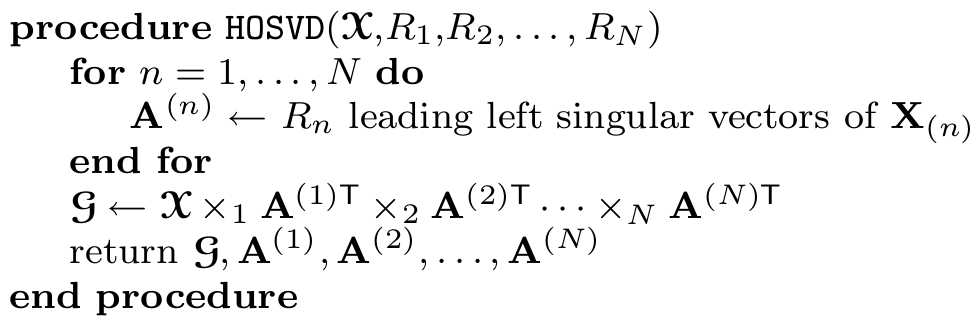 procedure HOSVD(𝓧,R₁,R₂,…,R_N)
for n = 1,…,N do
A⁽ⁿ⁾ ← Rₙ leading left singular vectors of X₍ₙ₎
end for
𝓖 ← 𝓧 ×₁ A⁽¹⁾ᵀ ×₂ A⁽²⁾ᵀ ⋯ ×_N A⁽ᴺ⁾ᵀ
return 𝓖, A⁽¹⁾, A⁽²⁾,…, A⁽ᴺ⁾
end procedure